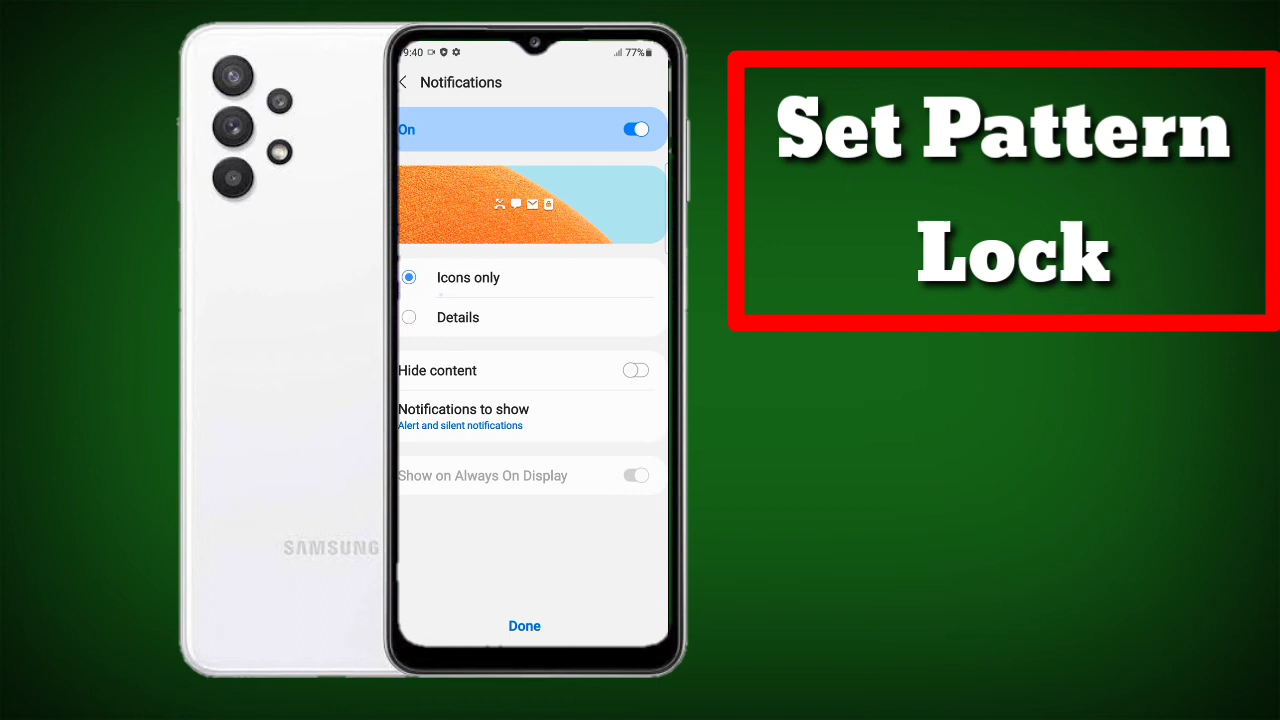 9:40
77%
Notifications
On
Icons only
Details
Hide content
Notifications to show
Alert and silent notifications
Show on Always On Display
Done
SAMSUNG
Set Pattern
Lock